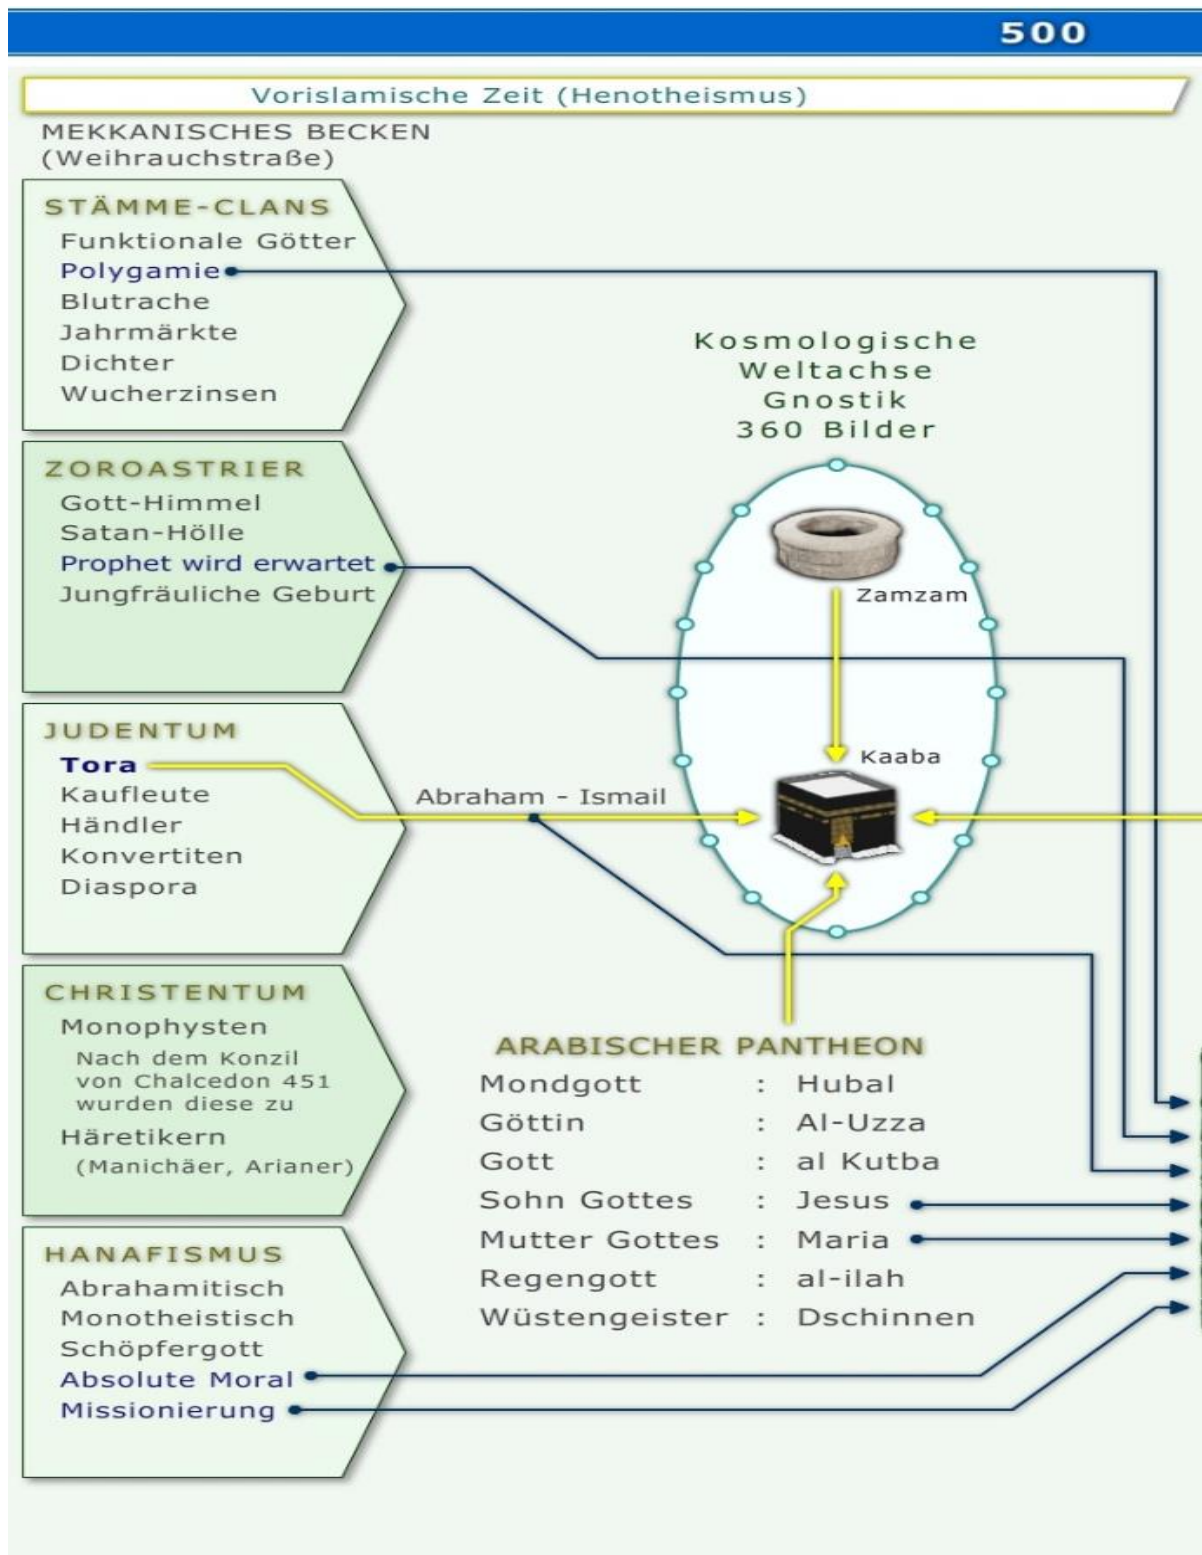 500
Vorislamische Zeit (Henotheismus)
MEKKANISCHES BECKEN
(Weihrauchstraße)
STÄMME-CLANS
Funktionale Götter
Polygamie
Blutrache
Jahrmärkte
Dichter
Wucherzinsen
ZOROASTRIER
Gott-Himmel
Satan-Hölle
Prophet wird erwartet
Jungfräuliche Geburt
JUDENTUM
Tora
Kaufleute
Händler
Konvertiten
Diaspora
CHRISTENTUM
Monophysten
Nach dem Konzil
von Chalcedon 451
wurden diese zu
Häretikern
(Manichäer, Arianer)
HANAFISMUS
Abrahamitisch
Monotheistisch
Schöpfergott
Absolute Moral
Missionierung
Kosmologische
Weltachse
Gnostik
360 Bilder
Zamzam
Kaaba
Abraham - Ismail
ARABISCHER PANTHEON
Mondgott : Hubal
Göttin : Al-Uzza
Gott : al Kutba
Sohn Gottes : Jesus
Mutter Gottes : Maria
Regengott : al-ilah
Wüstengeister : Dschinnen